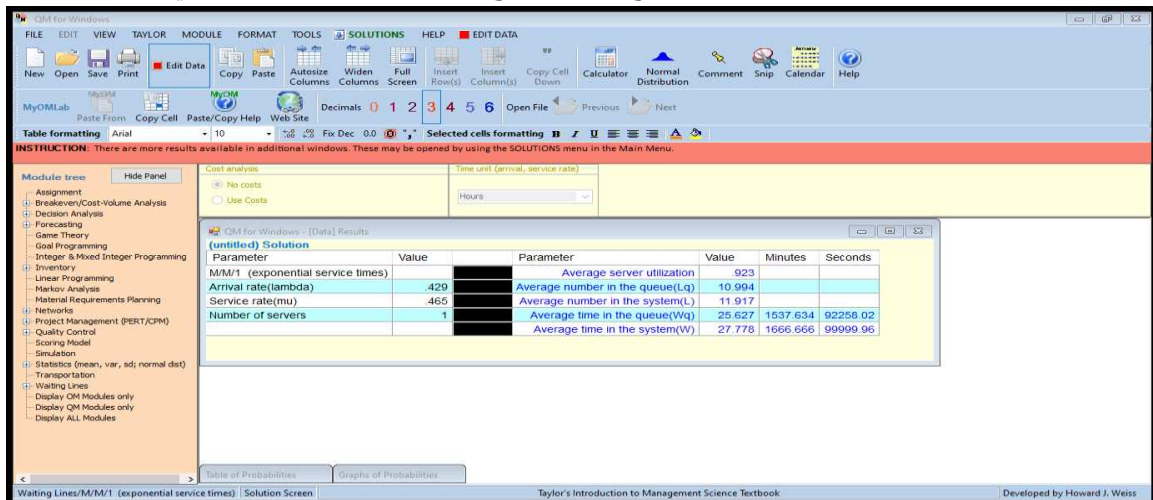 QM for Windows
FILE EDIT VIEW TAYLOR MODULE FORMAT TOOLS SOLUTIONS HELP EDIT DATA
New Open Save Print Edit Data Copy Paste Autosize Columns Widen Columns Full Screen Insert Row(s) Insert Column(s) Copy Cell Down Calculator Normal Distribution Comment Snip Calendar Help
MyOMLab Paste From Copy Cell Paste/Copy Help Web Site Decimals 0 1 2 3 4 5 6 Open File Previous Next
Table formatting Arial 10 Fix Dec 0.0 Selected cells formatting B I U
INSTRUCTION: There are more results available in additional windows. These may be opened by using the SOLUTIONS menu in the Main Menu.
Module tree Hide Panel
Assignment
Breakeven/Cost-Volume Analysis
Decision Analysis
Forecasting
Game Theory
Goal Programming
Integer & Mixed Integer Programming
Inventory
Linear Programming
Markov Analysis
Material Requirements Planning
Networks
Project Management (PERT/CPM)
Quality Control
Scoring Model
Simulation
Statistics (mean, var, sd; normal dist)
Transportation
Waiting Lines
Display OM Modules only
Display QM Modules only
Display ALL Modules
Cost analysis
No costs
Use Costs
Time unit (arrival, service rate)
Hours
QM for Windows - [Data] Results
(untitled) Solution
Parameter Value Parameter Value Minutes Seconds
M/M/1 (exponential service times) Average server utilization .923
Arrival rate(lambda) .429 Average number in the queue(Lq) 10.994
Service rate(mu) .465 Average number in the system(L) 11.917
Number of servers 1 Average time in the queue(Wq) 25.627 1537.634 92258.02
Average time in the system(W) 27.778 1666.666 99999.96
Table of Probabilities Graphs of Probabilities
Waiting Lines/M/M/1 (exponential service times) Solution Screen Taylor's Introduction to Management Science Textbook Developed by Howard J. Weiss